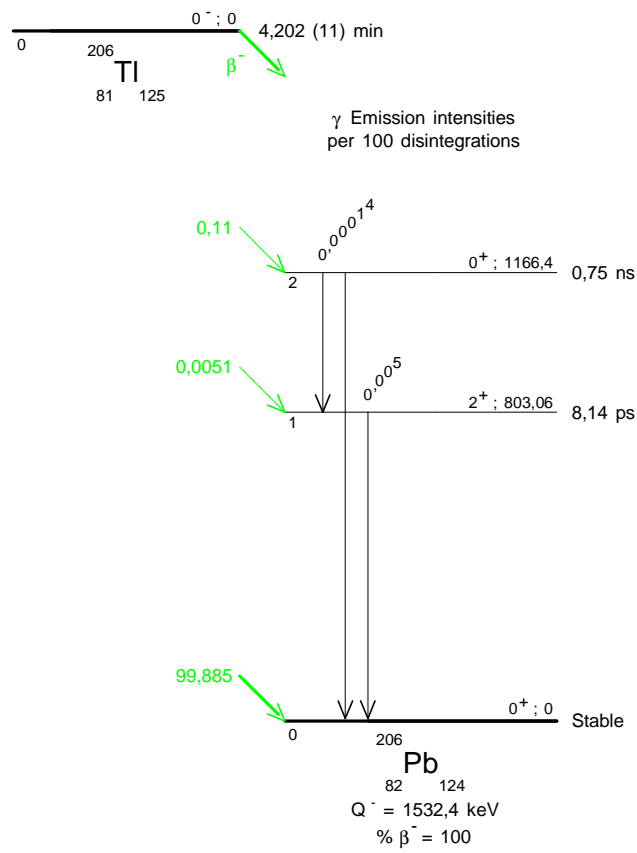 0⁻ ; 0
4,202 (11) min
0
206
Tl
81 125
β⁻
γ Emission intensities
per 100 disintegrations
0,11
0,00014
0⁺ ; 1166,4
0,75 ns
2
0,0051
0,005
2⁺ ; 803,06
8,14 ps
1
99,885
0⁺ ; 0
Stable
0
206
Pb
82 124
Q⁻ = 1532,4 keV
% β⁻ = 100